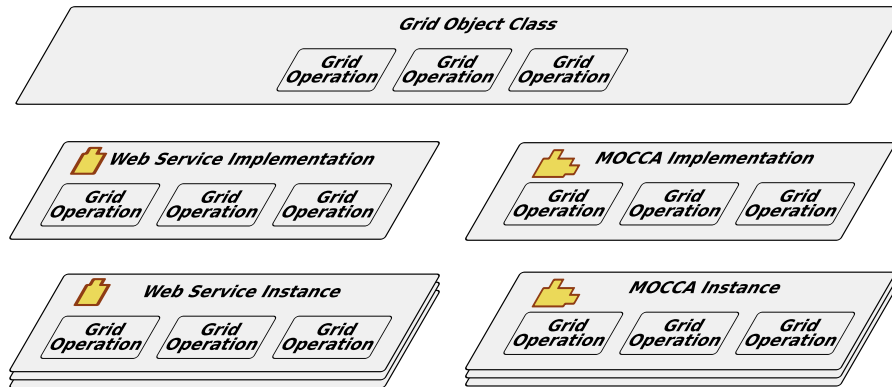 Grid Object Class
Grid Operation
Grid Operation
Grid Operation
Web Service Implementation
Grid Operation
Grid Operation
Grid Operation
MOCCA Implementation
Grid Operation
Grid Operation
Grid Operation
Web Service Instance
Grid Operation
Grid Operation
Grid Operation
MOCCA Instance
Grid Operation
Grid Operation
Grid Operation